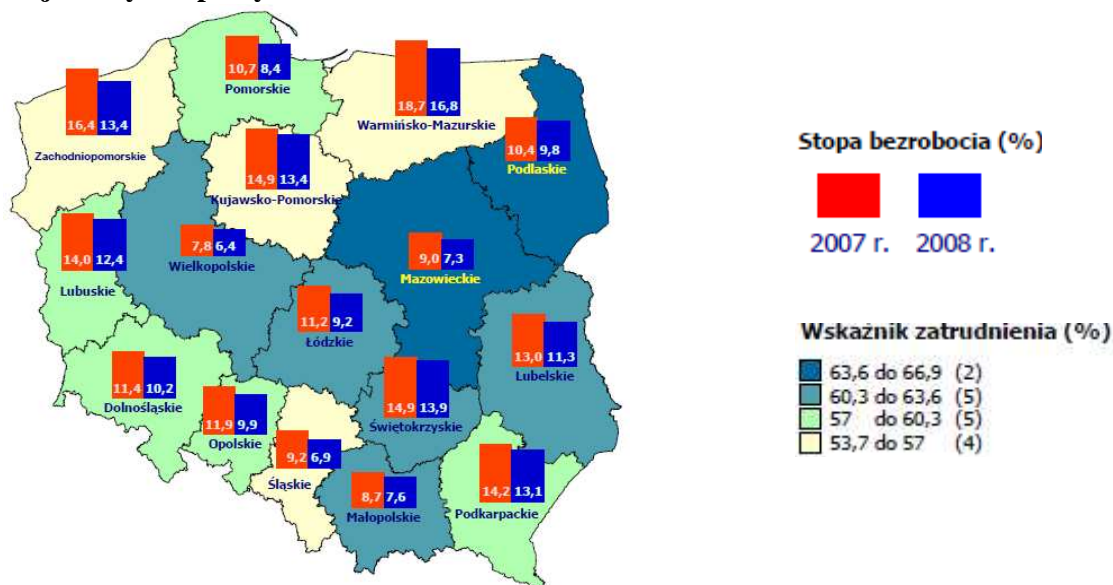 10,7 8,4
Pomorskie
18,7 16,8
Warmińsko-Mazurskie
16,4 13,4
Zachodniopomorskie
10,4 9,8
Podlaskie
14,9 13,4
Kujawsko-Pomorskie
7,8 6,4
Wielkopolskie
14,0 12,4
Lubuskie
9,0 7,3
Mazowieckie
11,2 9,2
Łódzkie
13,0 11,3
Lubelskie
11,4 10,2
Dolnośląskie
11,9 9,9
Opolskie
14,9 13,9
Świętokrzyskie
9,2 6,9
Śląskie
8,7 7,6
Małopolskie
14,2 13,1
Podkarpackie
Stopa bezrobocia (%)
2007 r. 2008 r.
Wskaźnik zatrudnienia (%)
63,6 do 66,9 (2)
60,3 do 63,6 (5)
57 do 60,3 (5)
53,7 do 57 (4)